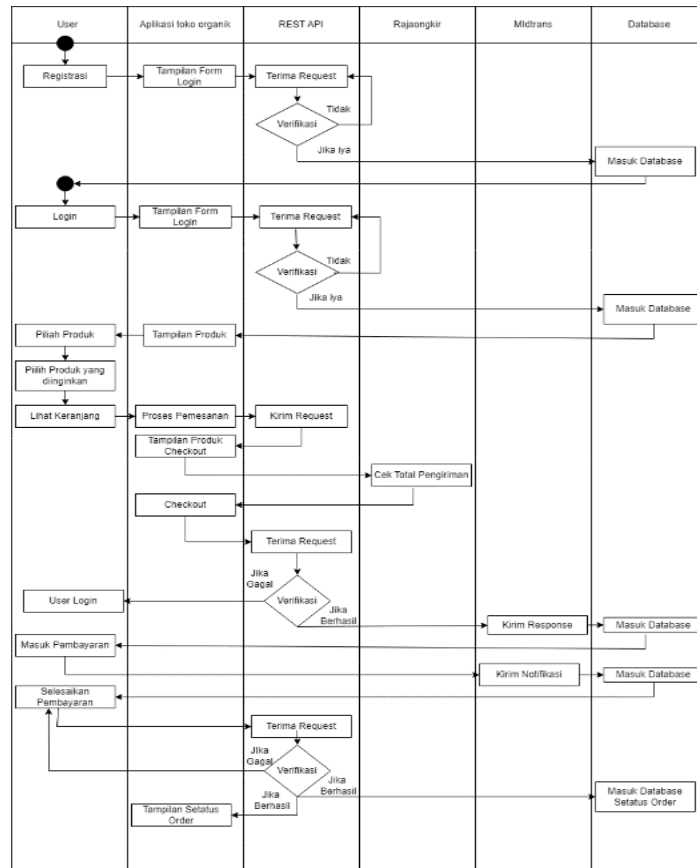 User
Aplikasi toko organik
REST API
Rajaongkir
MIdtrans
Database
Registrasi
Tampilan Form
Login
Terima Request
Tidak
Verifikasi
Jika Iya
Masuk Database
Login
Tampilan Form
Login
Terima Request
Tidak
Verifikasi
Jika Iya
Masuk Database
Piliah Produk
Tampilan Produk
Piilih Produk yang
diinginkan
Lihat Keranjang
Proses Pemesanan
Kirim Request
Tampilan Produk
Checkout
Cek Total Pengiriman
Checkout
Terima Request
Jika
Gagal
Verifikasi
Jika
Berhasil
User Login
Kirim Response
Masuk Database
Masuk Pembayaran
Kirim Notifikasi
Masuk Database
Selesaikan
Pembayaran
Terima Request
Jika
Gagal
Verifikasi
Jika
Berhasil
Jika
Berhasil
Masuk Database
Setatus Order
Tampilan Setatus
Order